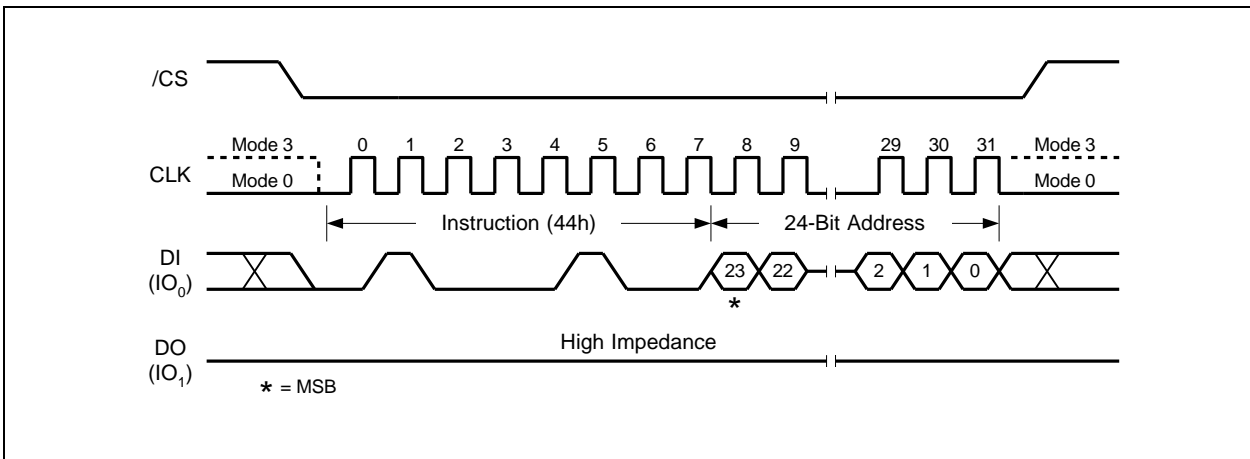 /CS
Mode 3 0 1 2 3 4 5 6 7 8 9 29 30 31 Mode 3
CLK
Mode 0 Mode 0
Instruction (44h) 24-Bit Address
DI
(IO0)
23 22 2 1 0
*
High Impedance
DO
(IO1)
* = MSB